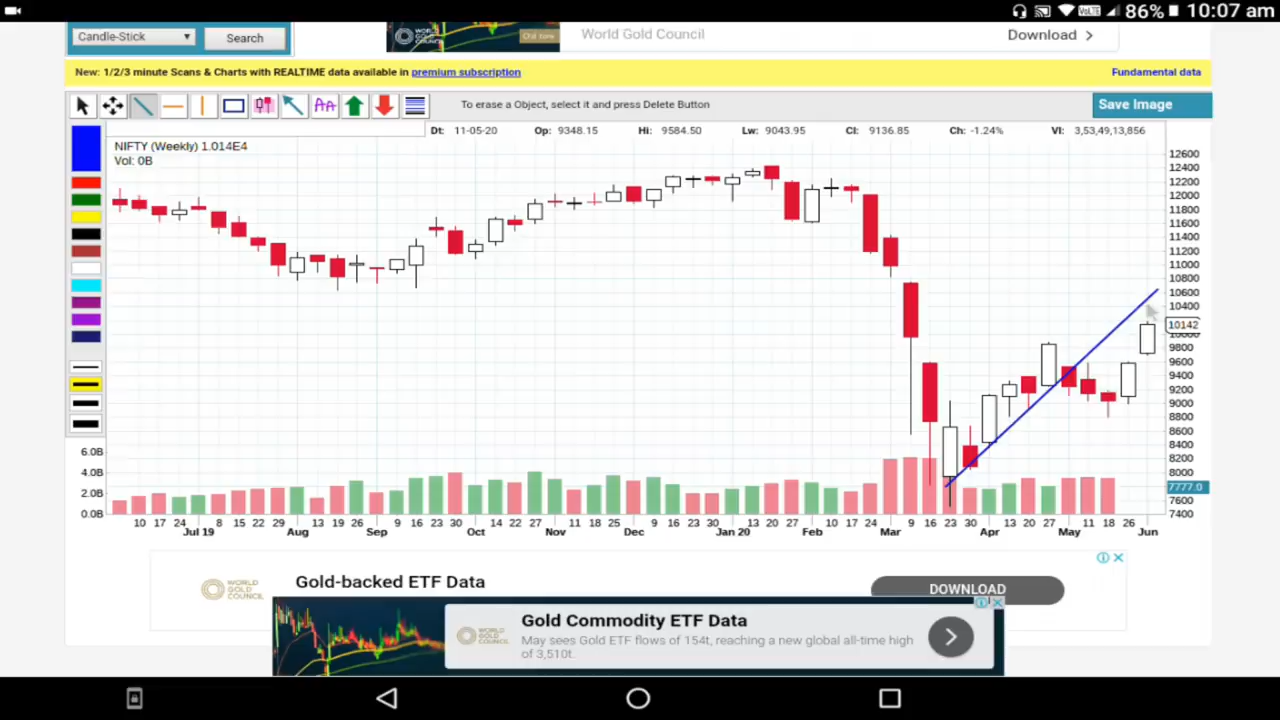 VoLTE 86% 10:07 am
Candle-Stick Search
World Gold Council Download >
New: 1/2/3 minute Scans & Charts with REALTIME data available in premium subscription Fundamental data
To erase a Object, select it and press Delete Button Save Image
Dt: 11-05-20 Op: 9348.15 Hi: 9584.50 Lw: 9043.95 Cl: 9136.85 Ch: -1.24% Vl: 3,53,49,13,856
NIFTY (Weekly) 1.014E4
Vol: 0B
12600
12400
12200
12000
11800
11600
11400
11200
11000
10800
10600
10400
10142
10000
9800
9600
9400
9200
9000
8800
8600
8400
8200
8000
7777.0
7600
7400
6.0B
4.0B
2.0B
0.0B
10 17 24 8 15 22 29 13 19 26 9 16 23 30 14 22 27 11 18 25 9 16 23 30 13 20 27 10 17 24 9 16 23 30 13 20 27 11 18 26
Jul 19 Aug Sep Oct Nov Dec Jan 20 Feb Mar Apr May Jun
WORLD GOLD COUNCIL
Gold-backed ETF Data
DOWNLOAD
WORLD GOLD COUNCIL
Gold Commodity ETF Data
May sees Gold ETF flows of 154t, reaching a new global all-time high
of 3,510t.